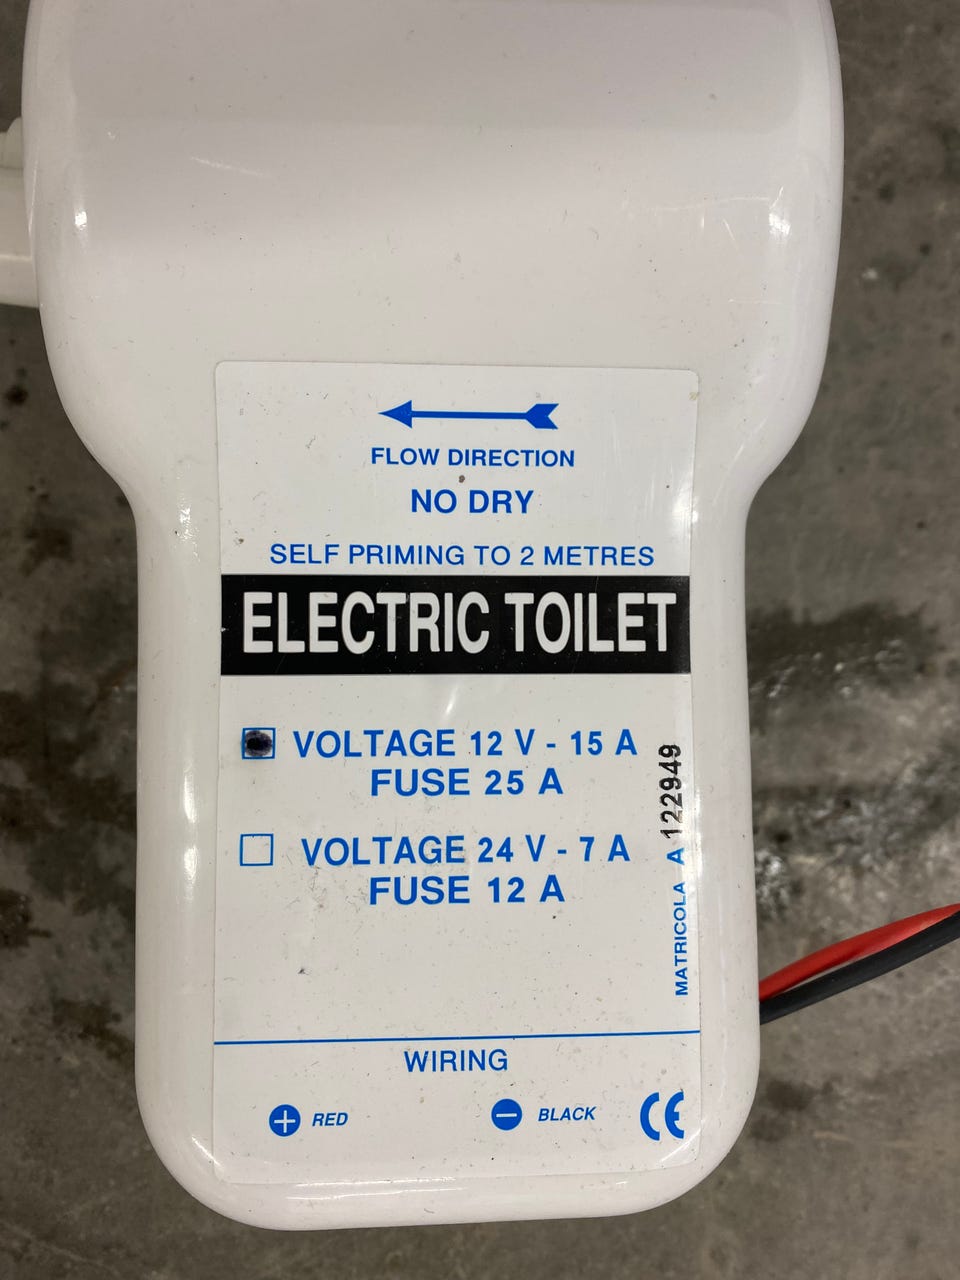 FLOW DIRECTION
NO DRY
SELF PRIMING TO 2 METRES
ELECTRIC TOILET
VOLTAGE 12 V - 15 A
FUSE 25 A
VOLTAGE 24 V - 7 A
FUSE 12 A
MATRICOLA A 122949
WIRING
+ RED
− BLACK
CE